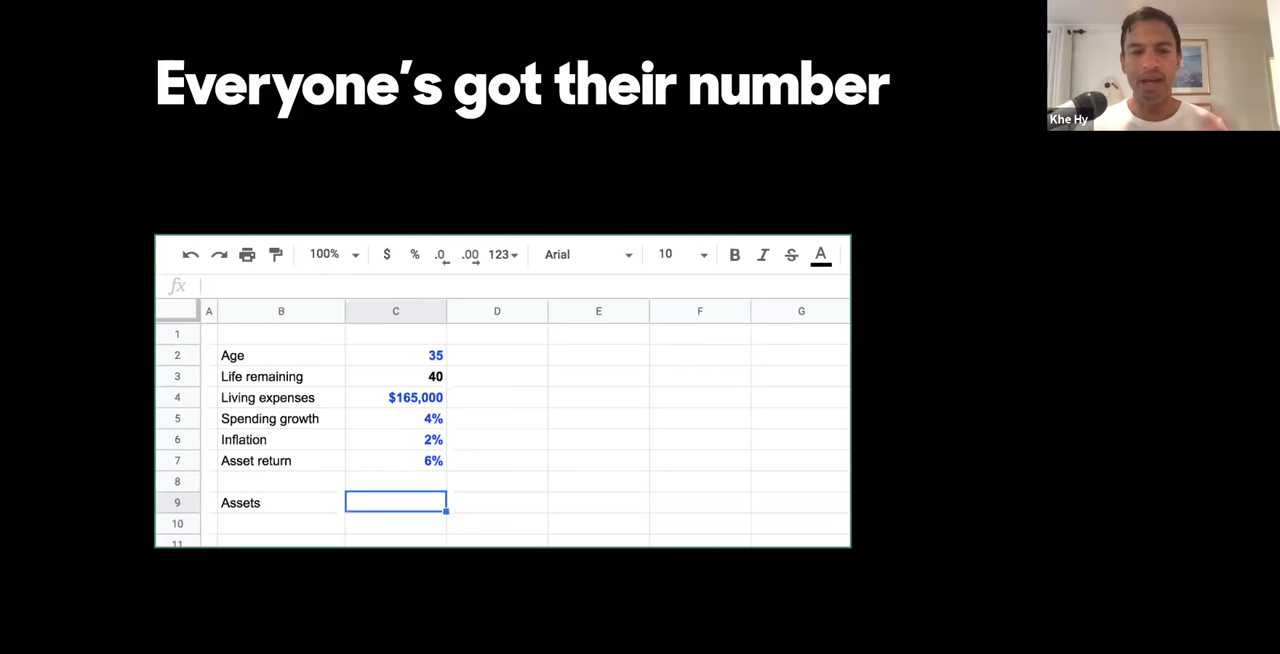 Everyone's got their number
Khe Hy
100% $ % .0 .00 123 Arial 10 B I S A
fx
A B C D E F G
1
2 Age 35
3 Life remaining 40
4 Living expenses $165,000
5 Spending growth 4%
6 Inflation 2%
7 Asset return 6%
8
9 Assets
10
11